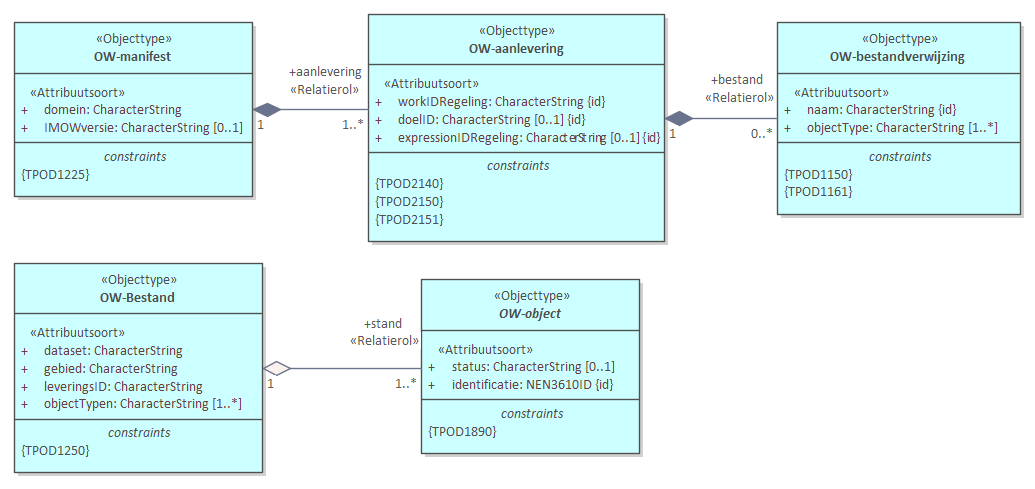 «Objecttype»
OW-manifest
«Attribuutsoort»
+ domein: CharacterString
+ IMOWversie: CharacterString [0..1]
constraints
{TPOD1225}
+aanlevering
«Relatierol»
1
1..*
«Objecttype»
OW-aanlevering
«Attribuutsoort»
+ workIDRegeling: CharacterString {id}
+ doelID: CharacterString [0..1] {id}
+ expressionIDRegeling: CharacterString [0..1] {id}
constraints
{TPOD2140}
{TPOD2150}
{TPOD2151}
+bestand
«Relatierol»
1
0..*
«Objecttype»
OW-bestandverwijzing
«Attribuutsoort»
+ naam: CharacterString {id}
+ objectType: CharacterString [1..*]
constraints
{TPOD1150}
{TPOD1161}
«Objecttype»
OW-Bestand
«Attribuutsoort»
+ dataset: CharacterString
+ gebied: CharacterString
+ leveringsID: CharacterString
+ objectTypen: CharacterString [1..*]
constraints
{TPOD1250}
+stand
«Relatierol»
1
1..*
«Objecttype»
OW-object
«Attribuutsoort»
+ status: CharacterString [0..1]
+ identificatie: NEN3610ID {id}
constraints
{TPOD1890}